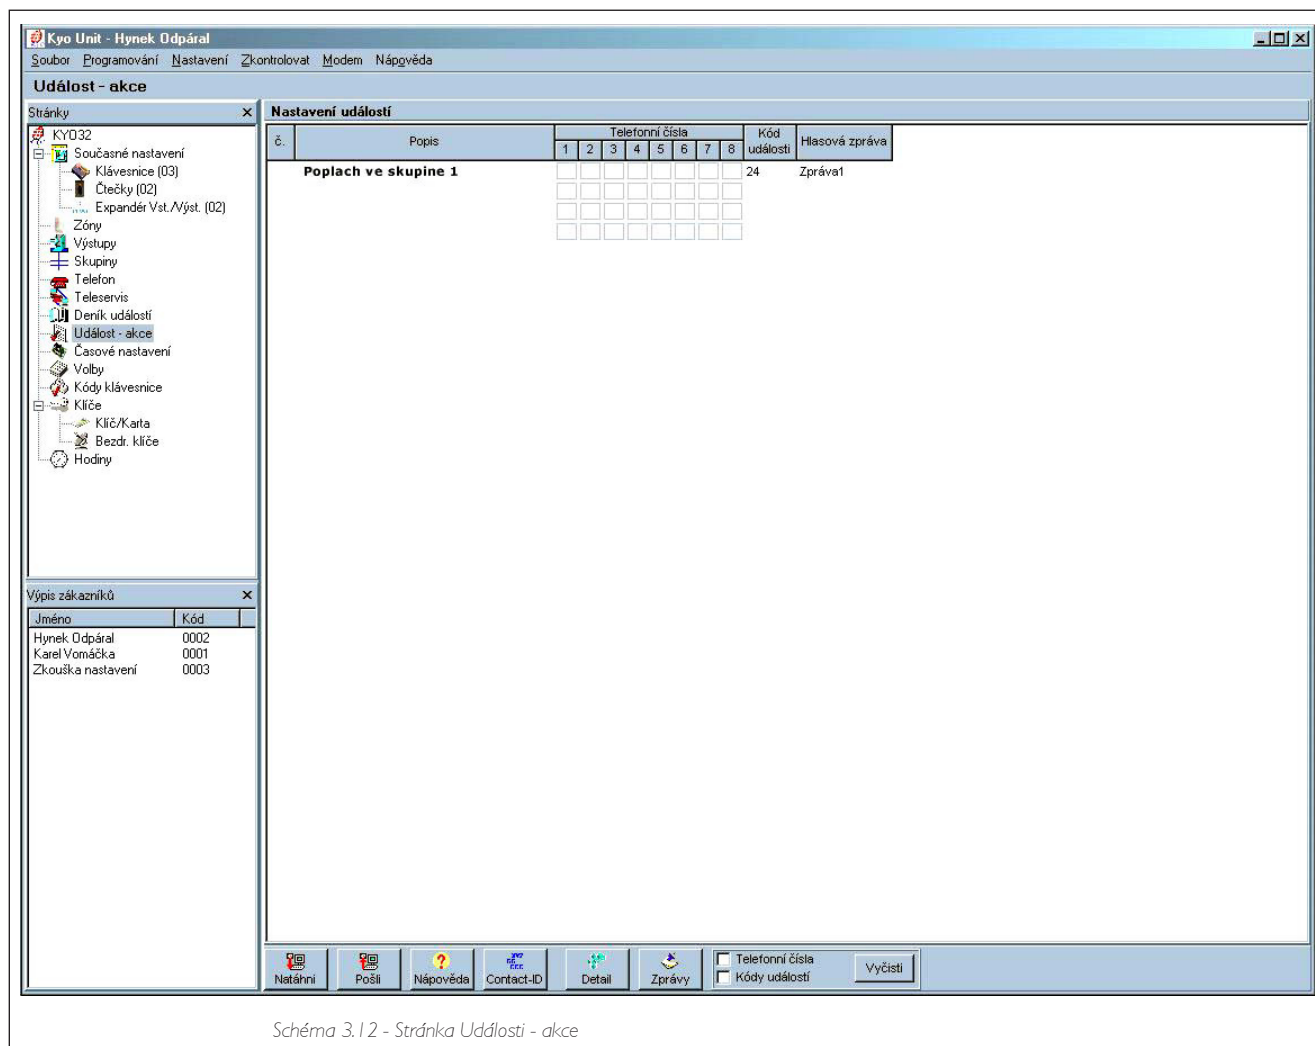 Kyo Unit - Hynek Odpáral
Soubor Programování Nastavení Zkontrolovat Modem Nápověda
Událost - akce
Stránky
KYO32
Současné nastavení
Klávesnice (03)
Čtečky (02)
Expandér Vst./Výst. (02)
Zóny
Výstupy
Skupiny
Telefon
Teleservis
Deník událostí
Událost - akce
Časové nastavení
Volby
Kódy klávesnice
Klíče
Klíč/Karta
Bezdr. klíče
Hodiny
Výpis zákazníků
Jméno Kód
Hynek Odpáral 0002
Karel Vomáčka 0001
Zkouška nastavení 0003
Nastavení událostí
č. Popis Telefonní čísla Kód události Hlasová zpráva
1 2 3 4 5 6 7 8
Poplach ve skupine 1 24 Zpráva1
Natáhni Pošli Nápověda Contact-ID Detail Zprávy
Telefonní čísla
Kódy událostí
Vyčisti
Schéma 3.12 - Stránka Události - akce